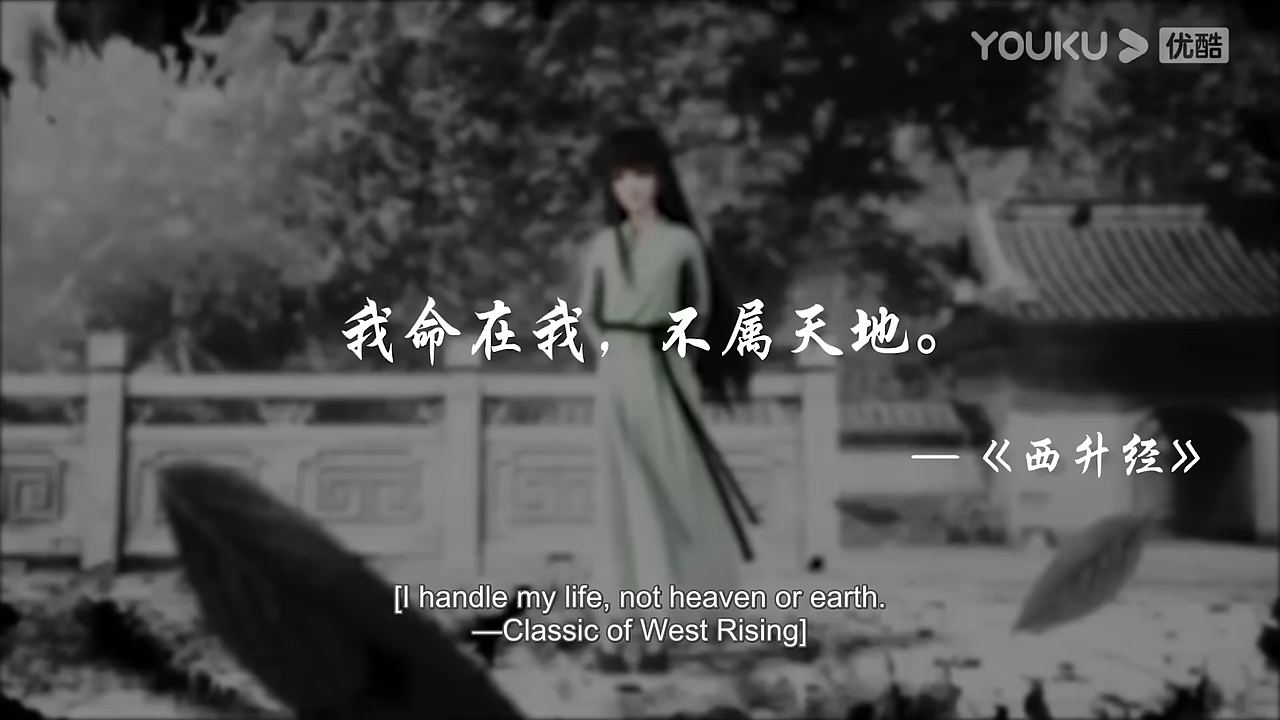 YOUKU 优酷
我命在我，不属天地。
—《西升经》
[I handle my life, not heaven or earth.
—Classic of West Rising]